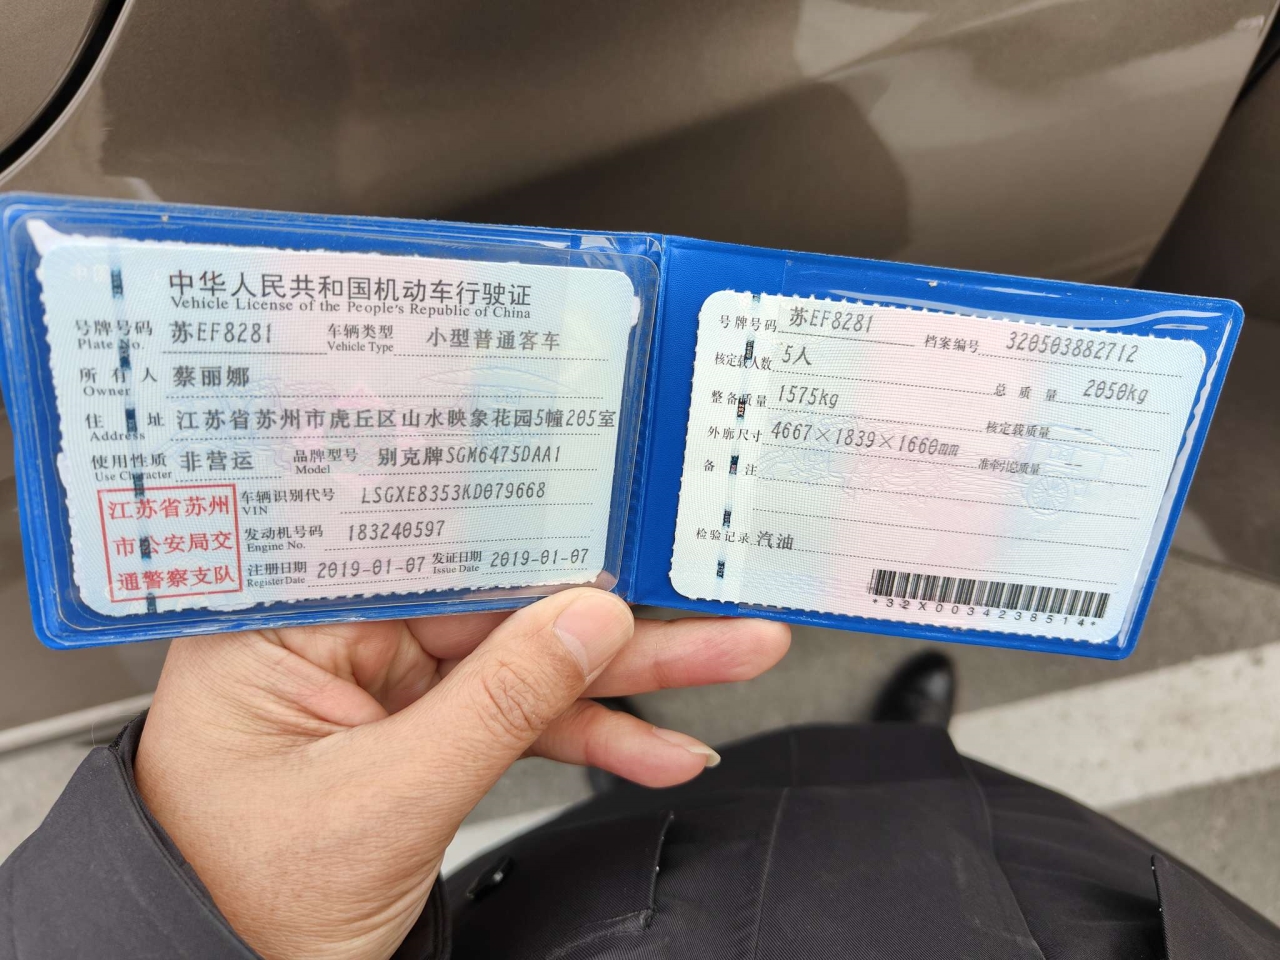 中华人民共和国机动车行驶证
Vehicle License of the People's Republic of China
号牌号码 苏EF8281 车辆类型 小型普通客车
Plate No. Vehicle Type
所有人 蔡丽娜
Owner
住址 江苏省苏州市虎丘区山水映象花园5幢205室
Address
使用性质 非营运 品牌型号 别克牌SGM6475DAA1
Use Character Model
江苏省苏州
市公安局交
通警察支队
车辆识别代号 LSGXE8353KD079668
VIN
发动机号码 183240597
Engine No.
注册日期 2019-01-07 发证日期 2019-01-07
Register Date Issue Date
号牌号码 苏EF8281 档案编号 320503882712
核定载人数 5人 总质量 2050kg
整备质量 1575kg 核定载质量 --
外廓尺寸 4667×1839×1660mm 准牵引总质量 --
备注
检验记录 汽油
*32X0034238514*